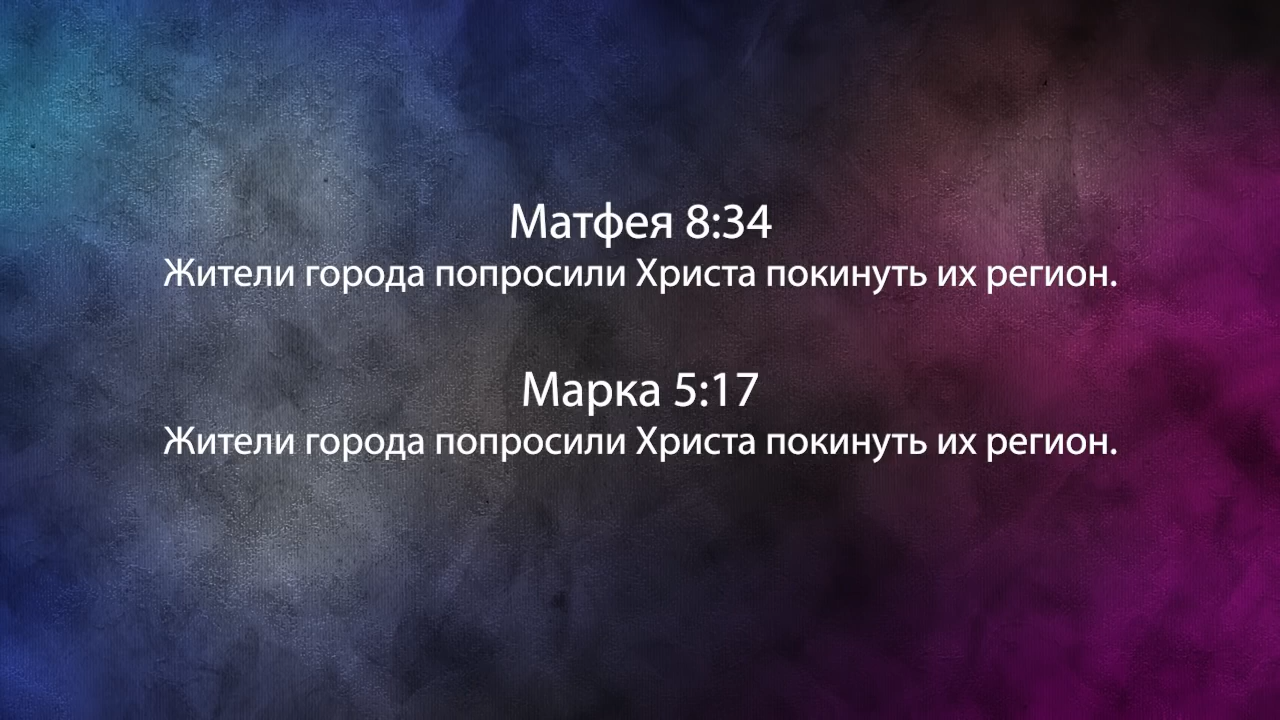 Матфея 8:34
Жители города попросили Христа покинуть их регион.
Марка 5:17
Жители города попросили Христа покинуть их регион.